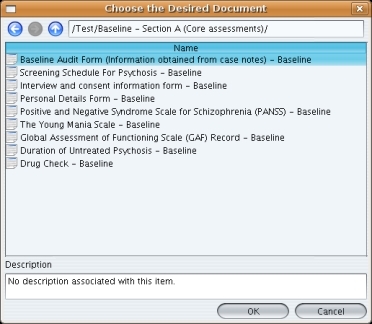 Choose the Desired Document
/Test/Baseline - Section A (Core assessments)/
Name
Baseline Audit Form (Information obtained from case notes) - Baseline
Screening Schedule For Psychosis - Baseline
Interview and consent information form - Baseline
Personal Details Form - Baseline
Positive and Negative Syndrome Scale for Schizophrenia (PANSS) - Baseline
The Young Mania Scale - Baseline
Global Assessment of Functioning Scale (GAF) Record - Baseline
Duration of Untreated Psychosis - Baseline
Drug Check - Baseline
Description
No description associated with this item.
OK Cancel